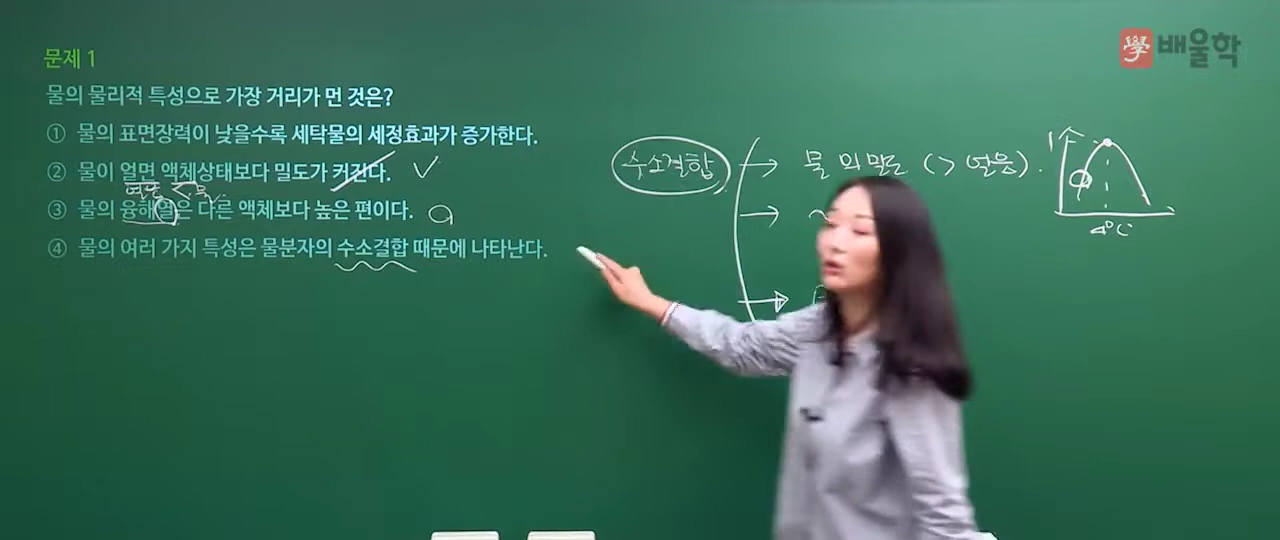 문제 1
學 배울학
물의 물리적 특성으로 가장 거리가 먼 것은?
① 물의 표면장력이 낮을수록 세탁물의 세정효과가 증가한다.
② 물이 얼면 액체상태보다 밀도가 커진다.
얼음 < 물
③ 물의 융해열은 다른 액체보다 높은 편이다.
④ 물의 여러 가지 특성은 물분자의 수소결합 때문에 나타난다.
수소결합
→ 물의 밀도 (> 얼음).
→ ~
→
1
4℃